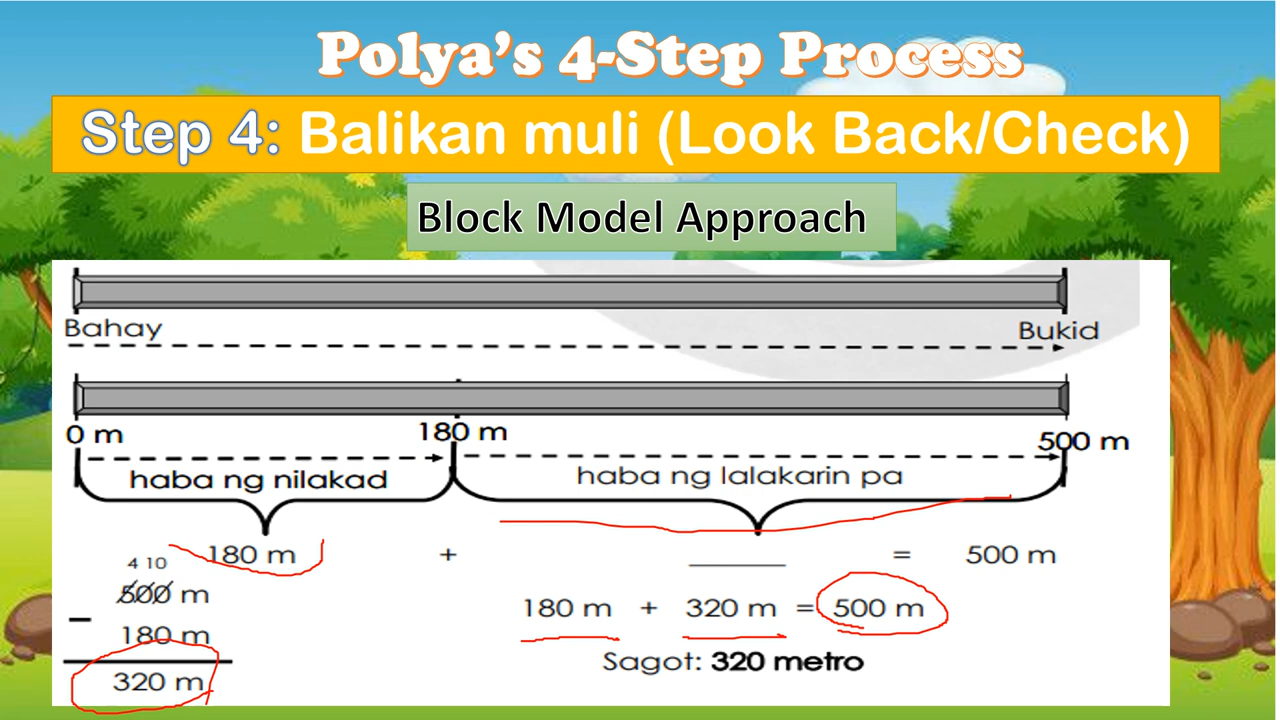 Polya's 4-Step Process
Step 4: Balikan muli (Look Back/Check)
Block Model Approach
Bahay
Bukid
0 m
180 m
500 m
haba ng nilakad
haba ng lalakarin pa
180 m + ______ = 500 m
4 10
500 m
- 180 m
320 m
180 m + 320 m = 500 m
Sagot: 320 metro